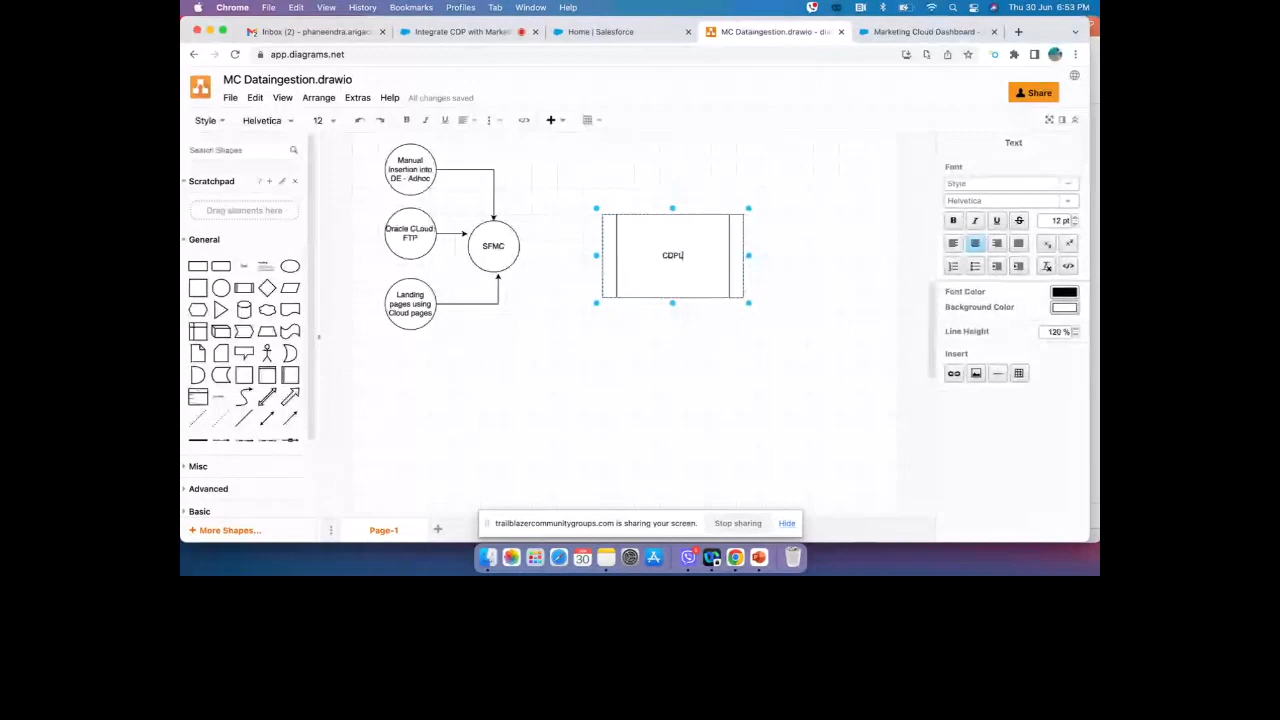 Chrome File Edit View History Bookmarks Profiles Tab Window Help Thu 30 Jun 6:53 PM
Inbox (2) - phaneendra.arigac Integrate CDP with Market Home | Salesforce MC Dataingestion.drawio - dia Marketing Cloud Dashboard -
app.diagrams.net
MC Dataingestion.drawio
File Edit View Arrange Extras Help All changes saved
Share
Style Helvetica 12 B I U
Search Shapes
Scratchpad
Drag elements here
General
Misc
Advanced
Basic
+ More Shapes...
Manual
insertion into
DE - Adhoc
Oracle CLoud
FTP
SFMC
Landing
pages using
Cloud pages
CDPL
Text
Font
Style
Helvetica
B I U S 12 pt
Font Color
Background Color
Line Height 120 %
Insert
Page-1
trailblazercommunitygroups.com is sharing your screen. Stop sharing Hide